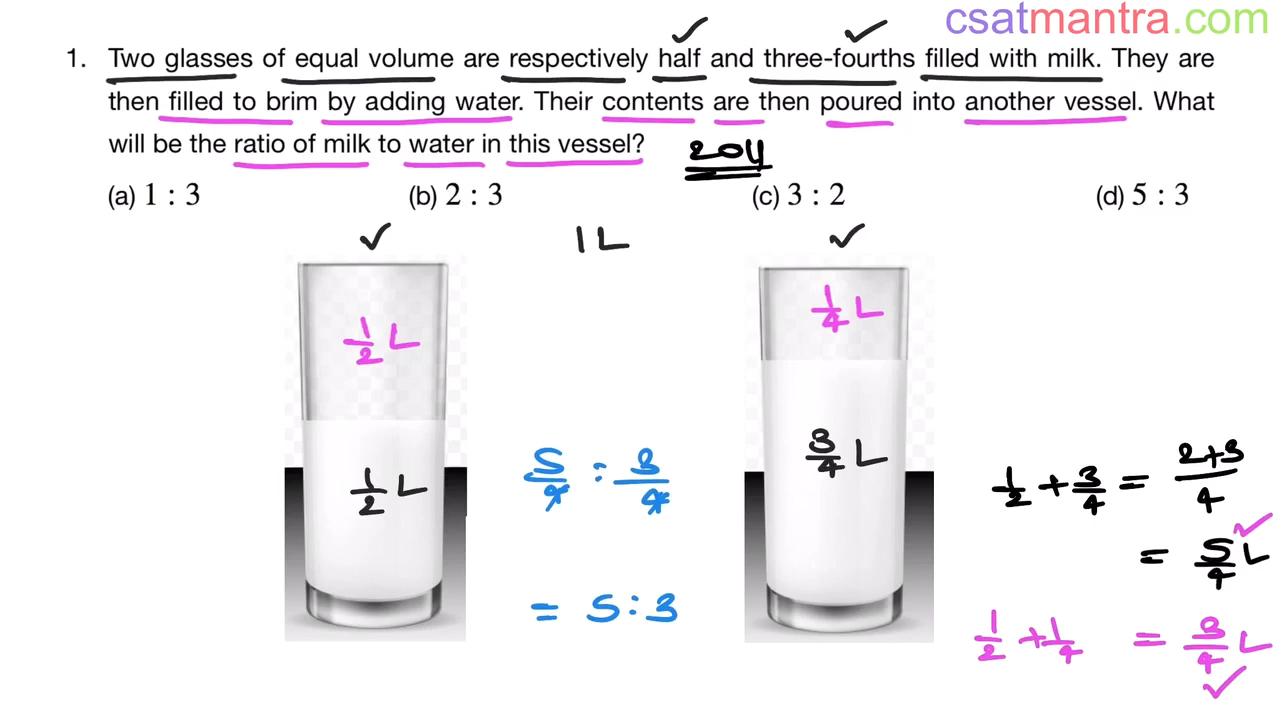 csatmantra.com
1. Two glasses of equal volume are respectively half and three-fourths filled with milk. They are
then filled to brim by adding water. Their contents are then poured into another vessel. What
will be the ratio of milk to water in this vessel?
2014
(a) 1 : 3 (b) 2 : 3 (c) 3 : 2 (d) 5 : 3
1L
1/2 L
1/2 L
1/4 L
3/4 L
5/4 : 3/4
= 5:3
1/2 + 3/4 = 2+3/4
= 5/4 L
1/2 + 1/4 = 3/4 L